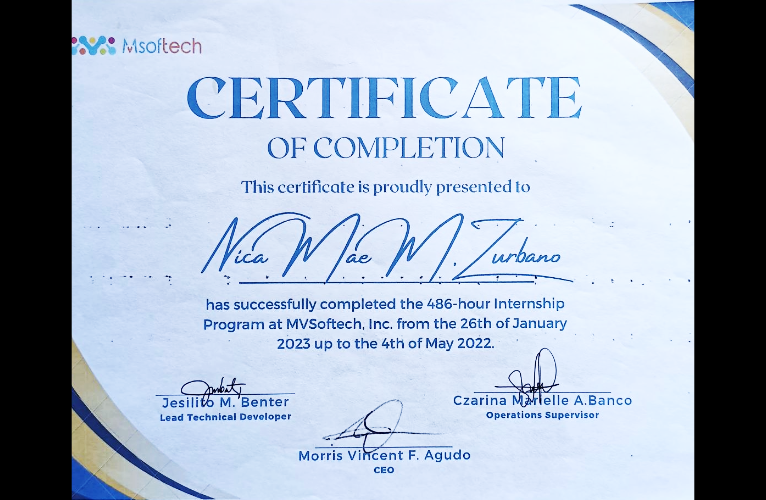 Msoftech
CERTIFICATE
OF COMPLETION
This certificate is proudly presented to
Nica Mae M. Zurbano
has successfully completed the 486-hour Internship
Program at MVSoftech, Inc. from the 26th of January
2023 up to the 4th of May 2022.
Jesilito M. Benter
Lead Technical Developer
Czarina Marielle A.Banco
Operations Supervisor
Morris Vincent F. Agudo
CEO